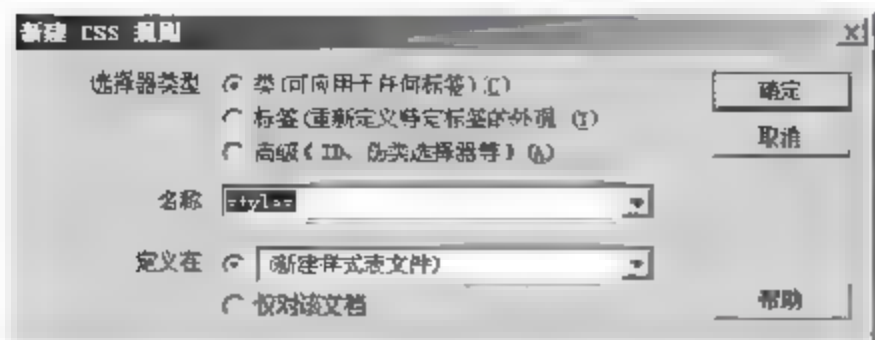 新建 CSS 规则
选择器类型 类(可应用于任何标签)(C)
标签(重新定义特定标签的外观 (T)
高级( ID、伪类选择器等) (A)
确定
取消
名称 style
定义在 (新建样式表文件)
仅对该文档
帮助